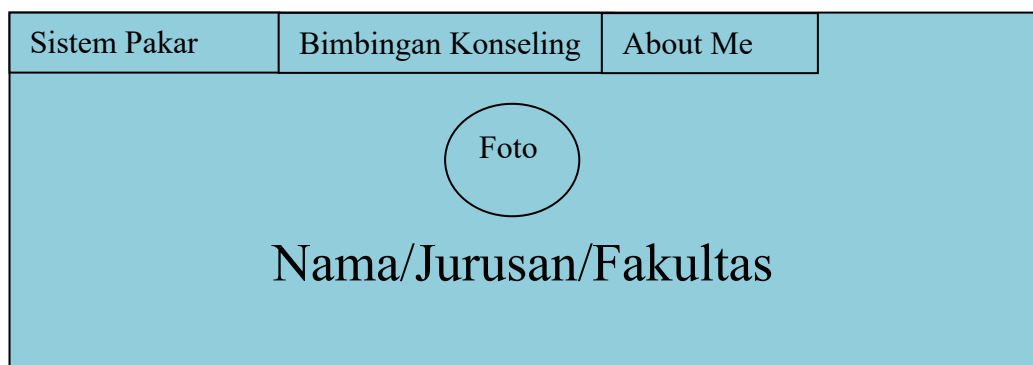 Sistem Pakar Bimbingan Konseling About Me
Foto
Nama/Jurusan/Fakultas